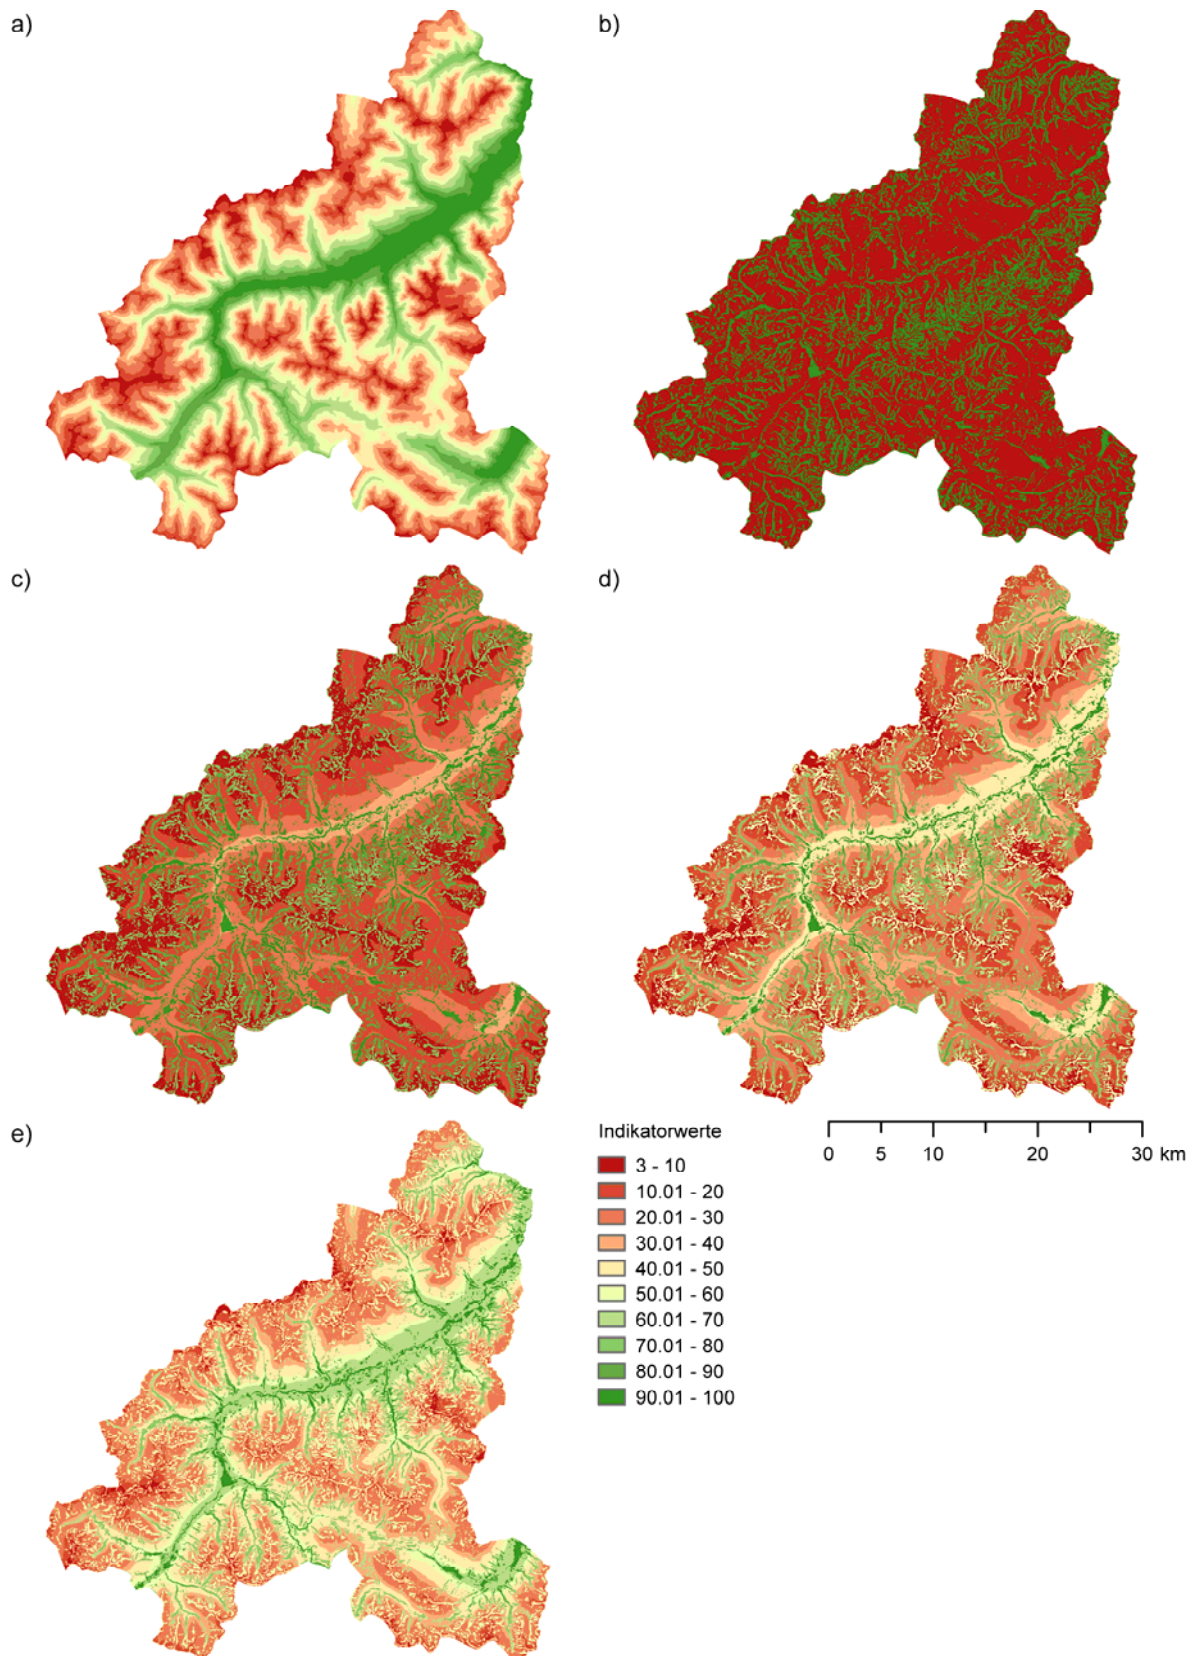 a)
b)
c)
d)
e)
Indikatorwerte
3 - 10
10.01 - 20
20.01 - 30
30.01 - 40
40.01 - 50
50.01 - 60
60.01 - 70
70.01 - 80
80.01 - 90
90.01 - 100
0 5 10 20 30 km